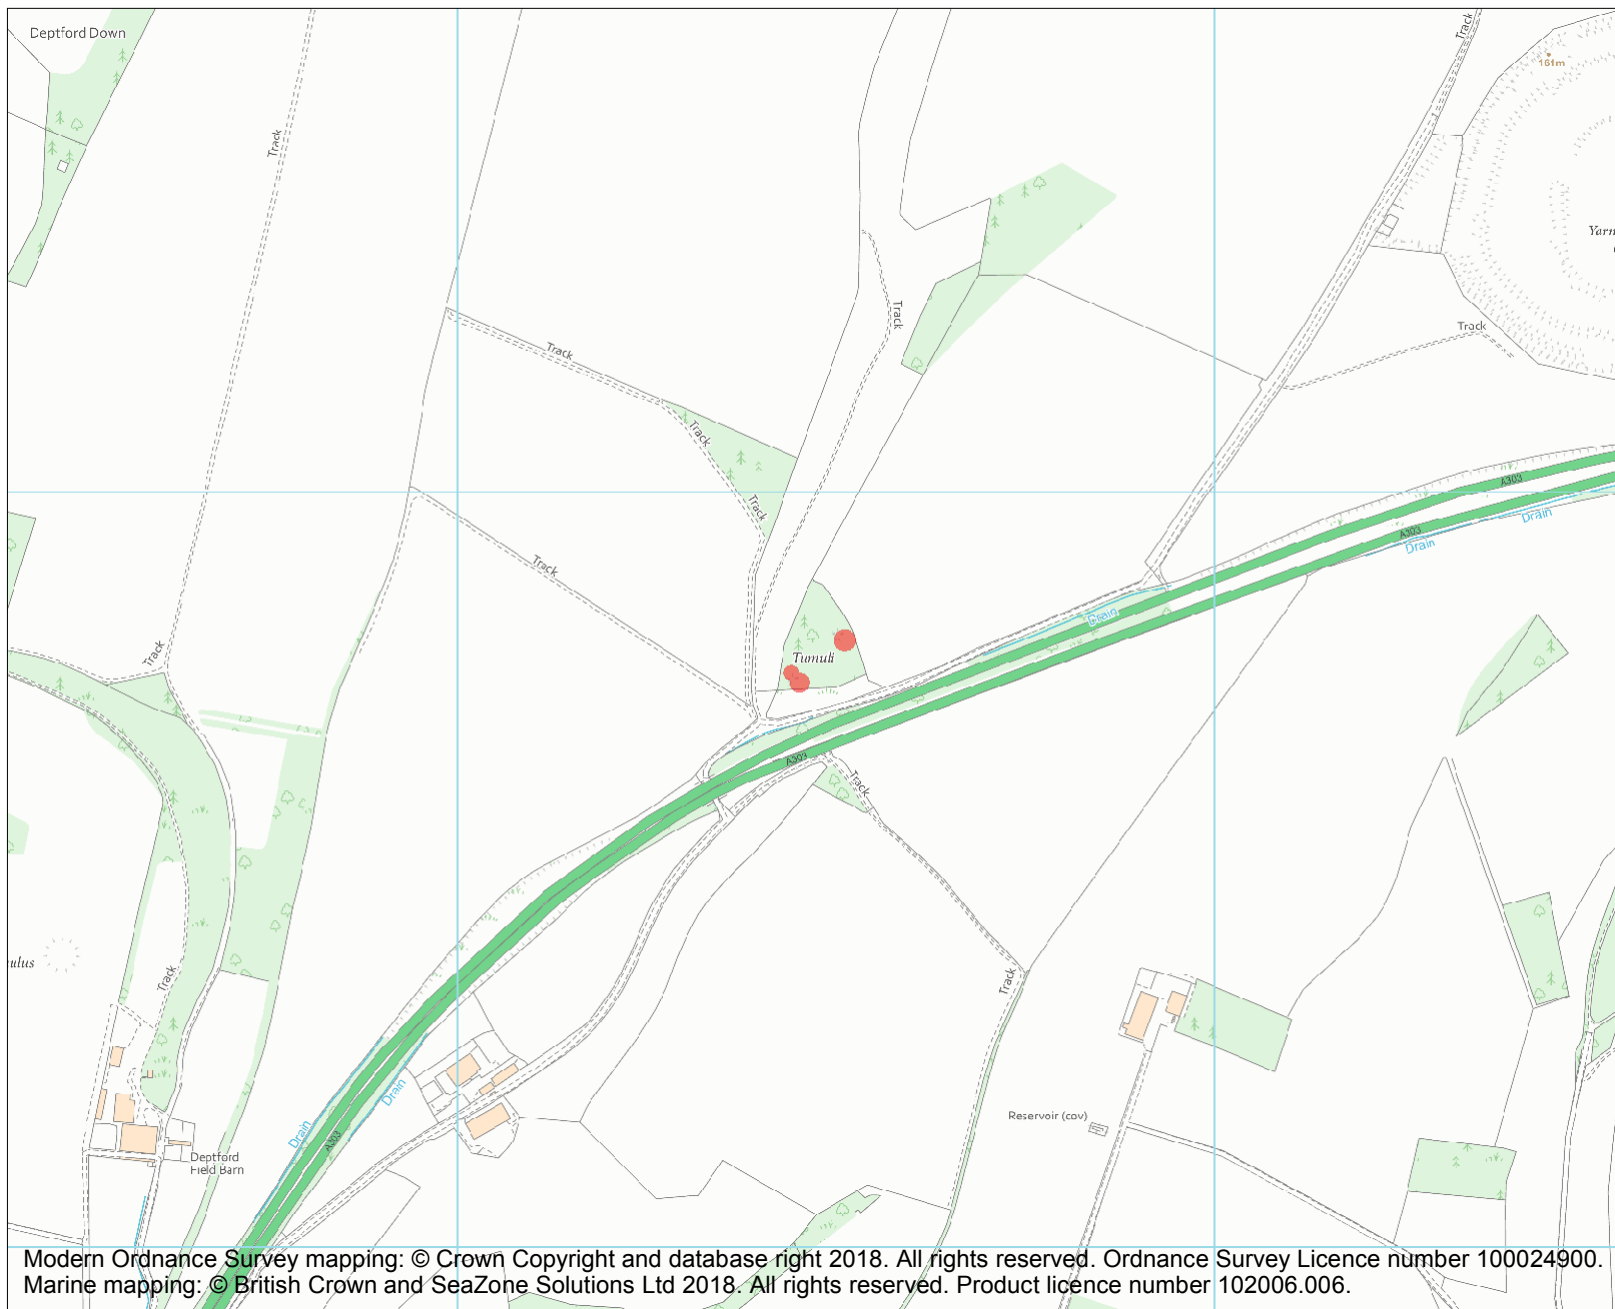 Deptford Down
Track
Track
161m
Yarn
Track
Track
Track
Track
Track
Track
A303
Drain
A303
Drain
Track
Drain
Tumuli
Track
A303
Track
ulus
Track
Track
Drain
Drain
A303
Reservoir (cov)
Deptford
Field Barn
Modern Ordnance Survey mapping: © Crown Copyright and database right 2018. All rights reserved. Ordnance Survey Licence number 100024900.
Marine mapping: © British Crown and SeaZone Solutions Ltd 2018. All rights reserved. Product licence number 102006.006.